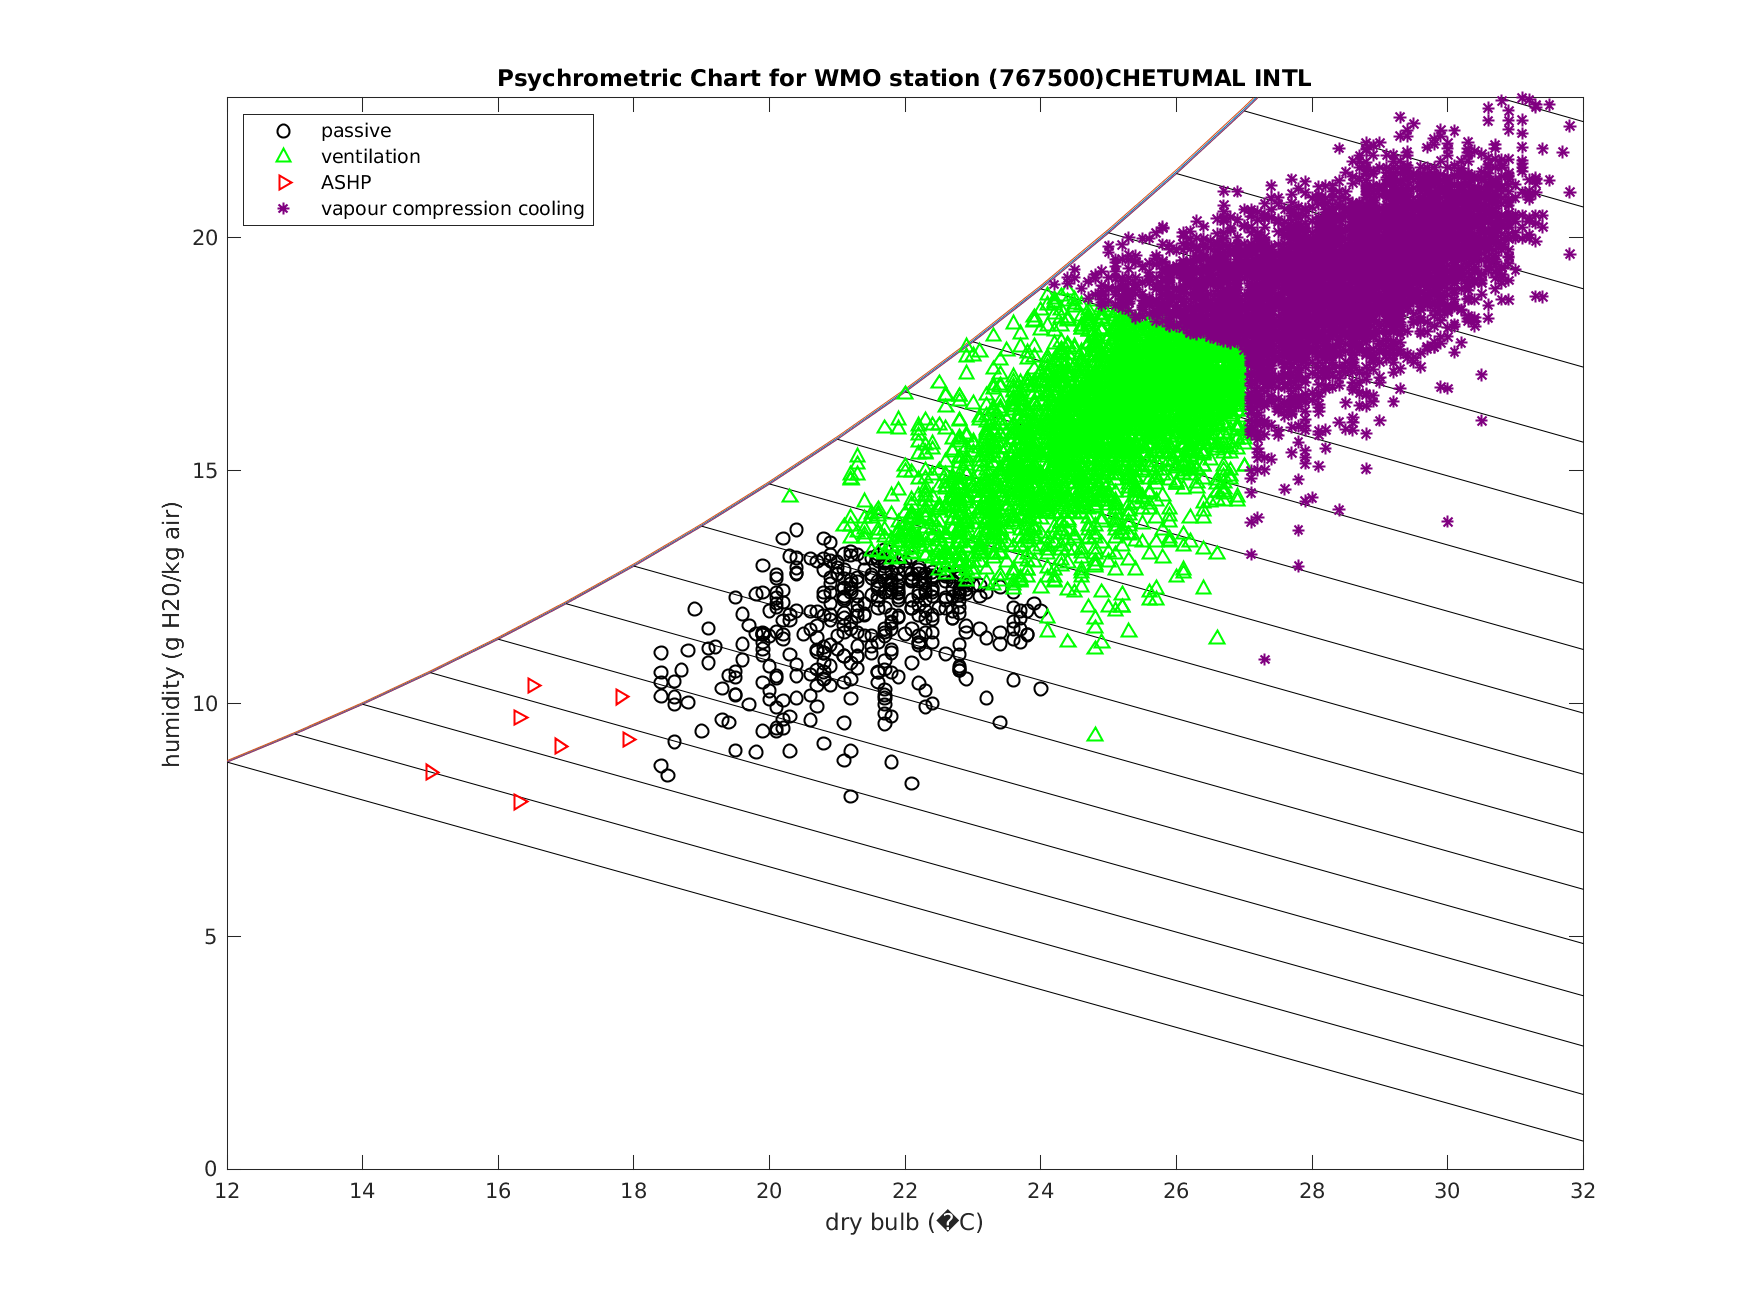 Psychrometric Chart for WMO station (767500)CHETUMAL INTL
passive
ventilation
ASHP
vapour compression cooling
humidity (g H20/kg air)
20
15
10
5
0
12 14 16 18 20 22 24 26 28 30 32
dry bulb (�C)